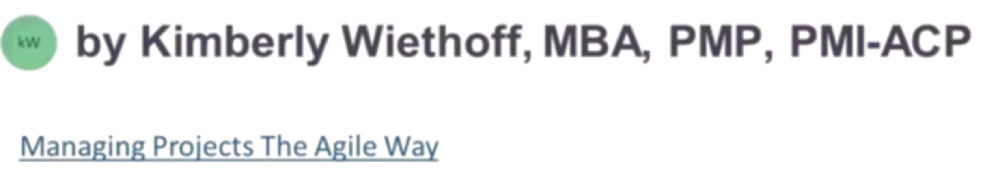 kW
by Kimberly Wiethoff, MBA, PMP, PMI-ACP
Managing Projects The Agile Way